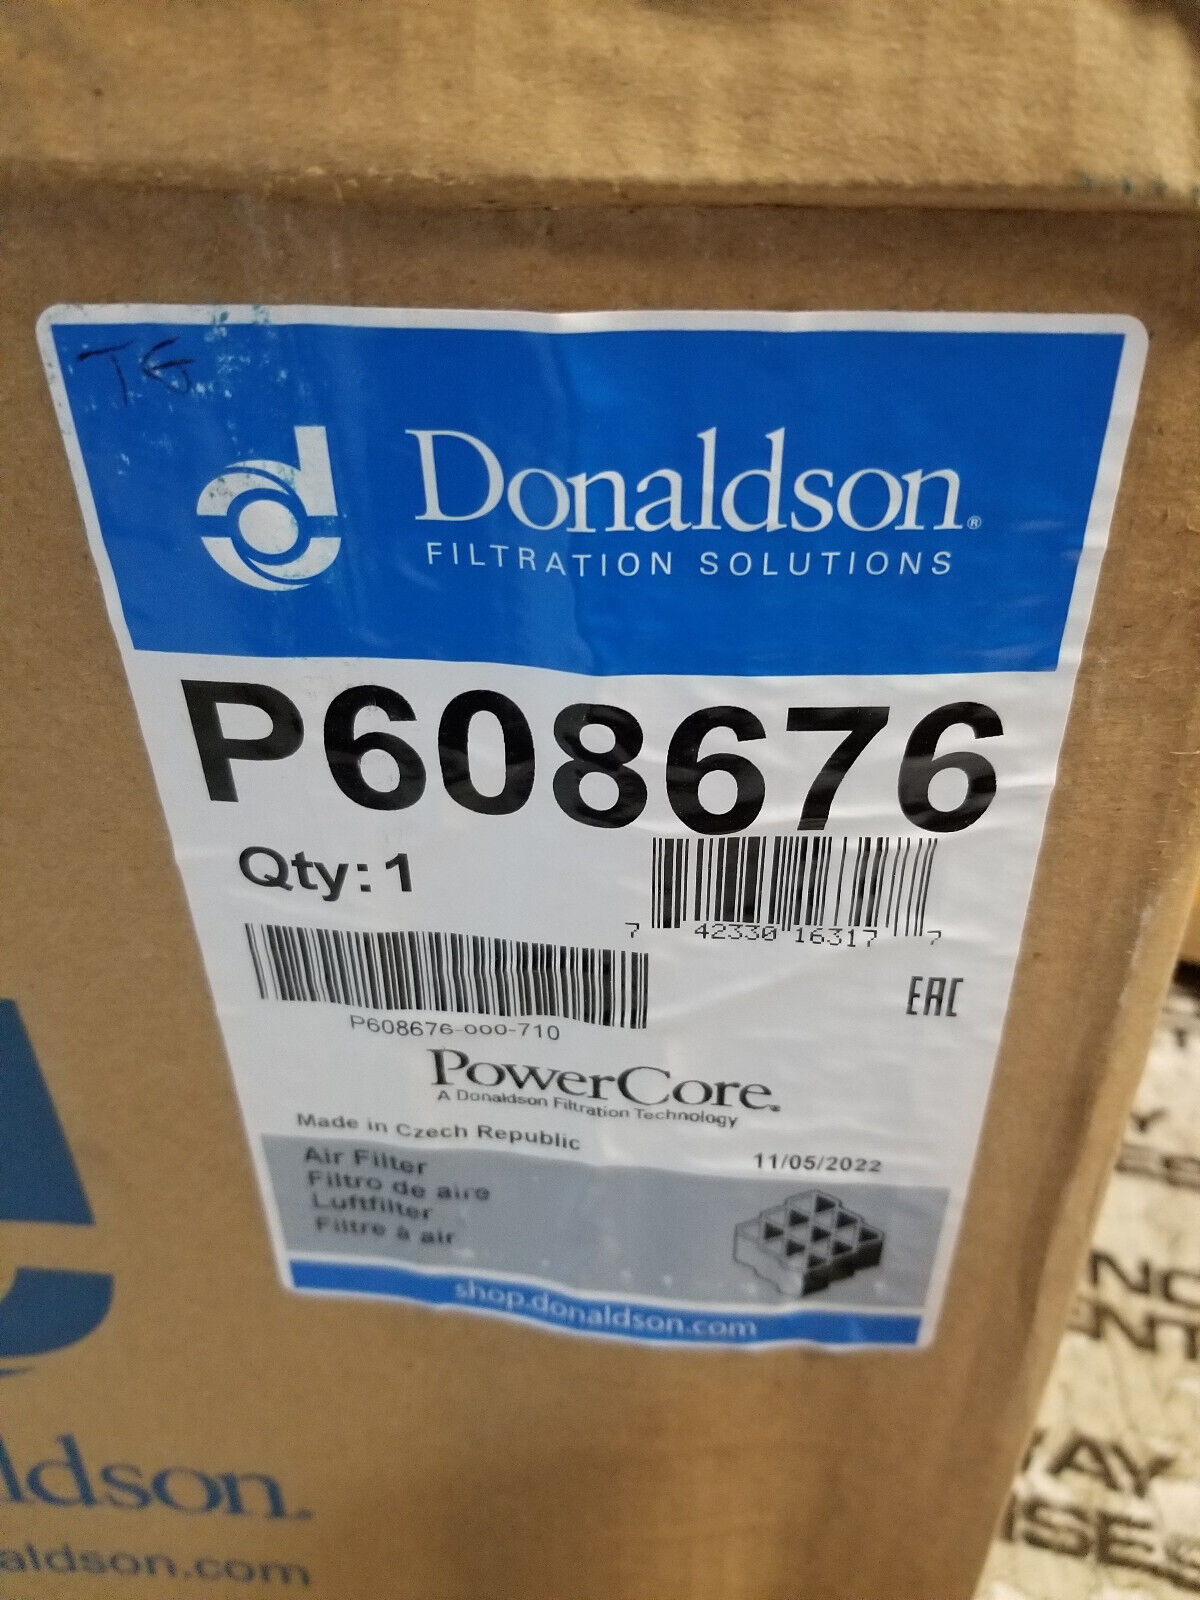 TG
Donaldson®
FILTRATION SOLUTIONS
P608676
Qty: 1
7 42330 16317 7
P608676-000-710
EAC
PowerCore®
A Donaldson Filtration Technology
Made in Czech Republic
11/05/2022
Air Filter
Filtro de aire
Luftfilter
Filtre à air
shop.donaldson.com
ldson.
aldson.com